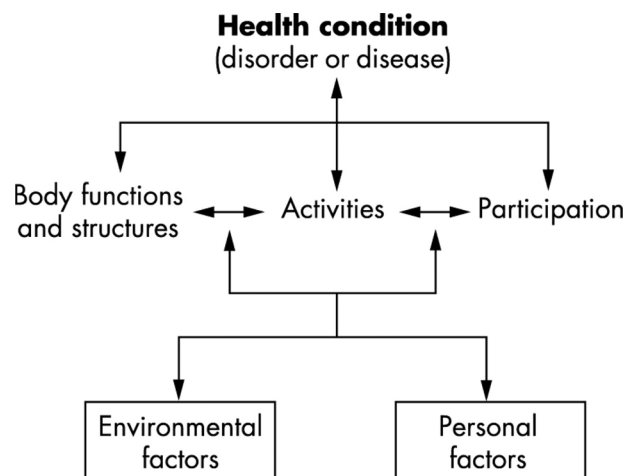 Health condition
(disorder or disease)
Body functions
and structures
Activities
Participation
Environmental
factors
Personal
factors